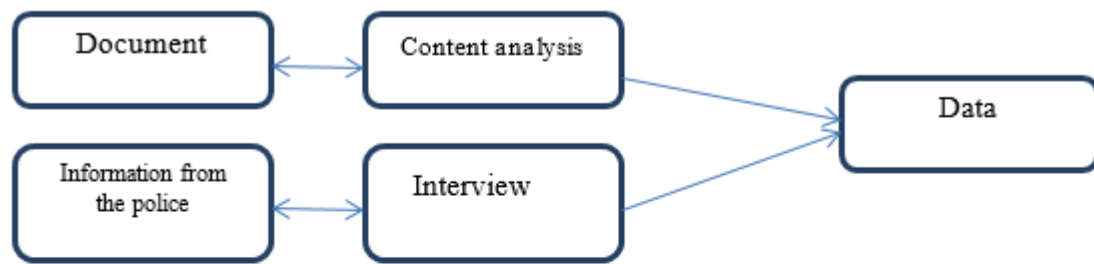 Document
Content analysis
Data
Information from
the police
Interview